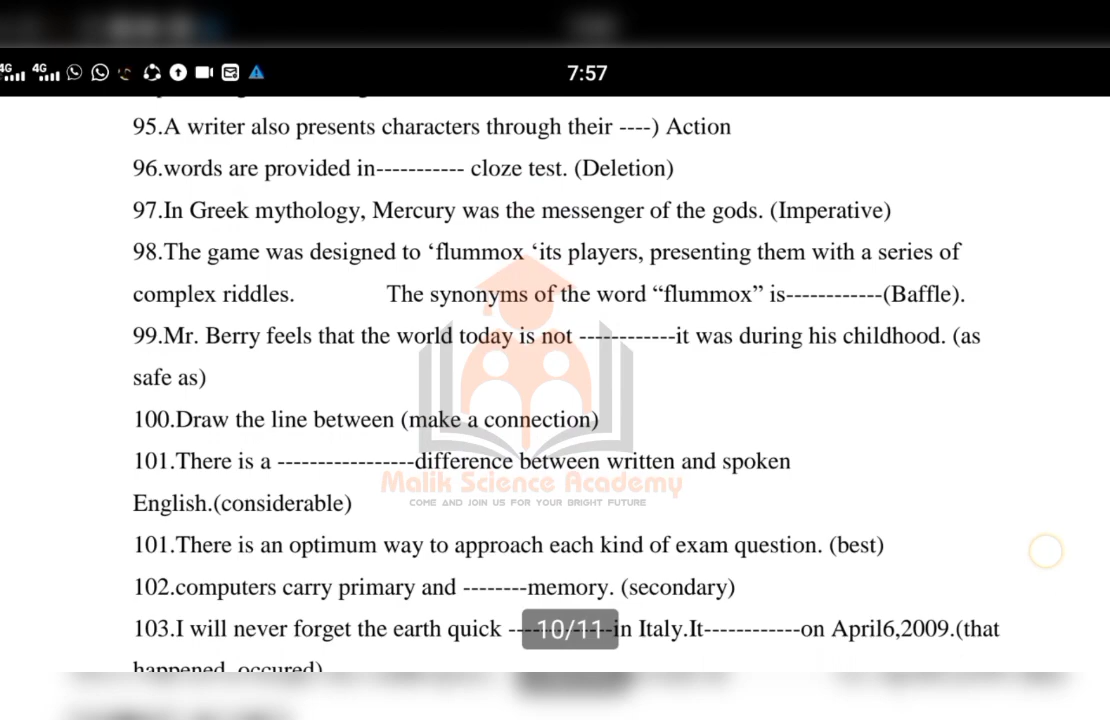 4G 4G 7:57
95.A writer also presents characters through their ----) Action
96.words are provided in----------- cloze test. (Deletion)
97.In Greek mythology, Mercury was the messenger of the gods. (Imperative)
98.The game was designed to ‘flummox ‘its players, presenting them with a series of
complex riddles. The synonyms of the word “flummox” is------------(Baffle).
99.Mr. Berry feels that the world today is not ------------it was during his childhood. (as
safe as)
100.Draw the line between (make a connection)
101.There is a -----------------difference between written and spoken
Malik Science Academy
COME AND JOIN US FOR YOUR BRIGHT FUTURE
English.(considerable)
101.There is an optimum way to approach each kind of exam question. (best)
102.computers carry primary and --------memory. (secondary)
103.I will never forget the earth quick -------------in Italy.It------------on April6,2009.(that
10/11
happened, occured)